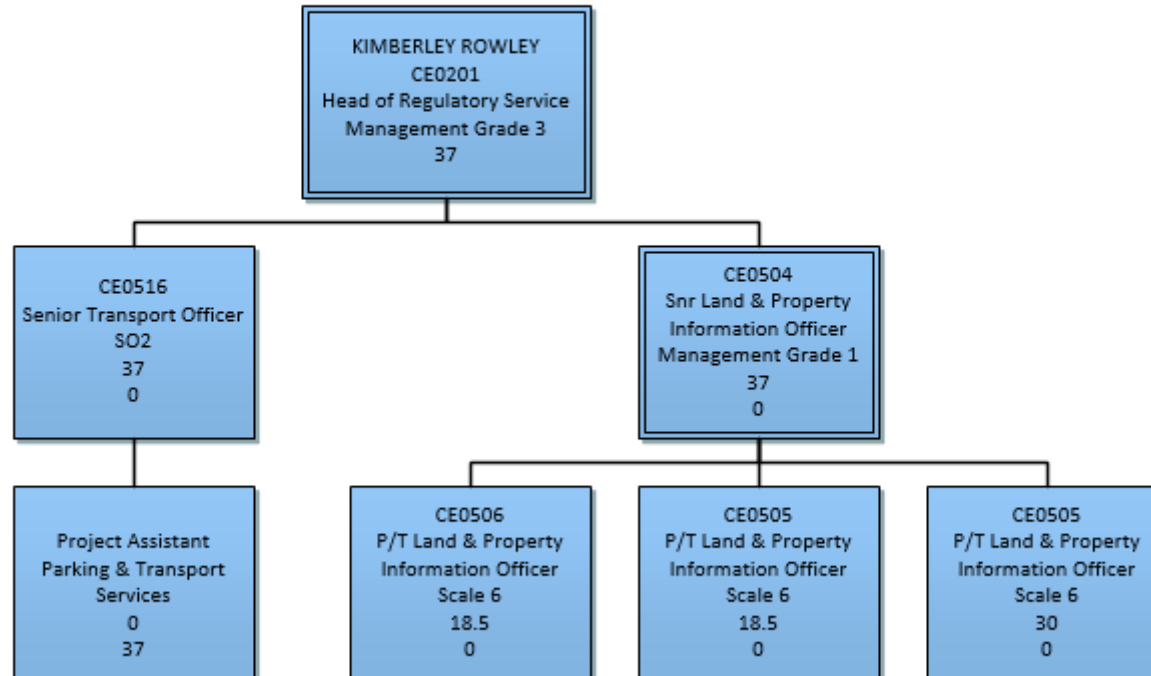 KIMBERLEY ROWLEY
CE0201
Head of Regulatory Service
Management Grade 3
37
CE0516
Senior Transport Officer
SO2
37
0
CE0504
Snr Land & Property
Information Officer
Management Grade 1
37
0
Project Assistant
Parking & Transport
Services
0
37
CE0506
P/T Land & Property
Information Officer
Scale 6
18.5
0
CE0505
P/T Land & Property
Information Officer
Scale 6
18.5
0
CE0505
P/T Land & Property
Information Officer
Scale 6
30
0